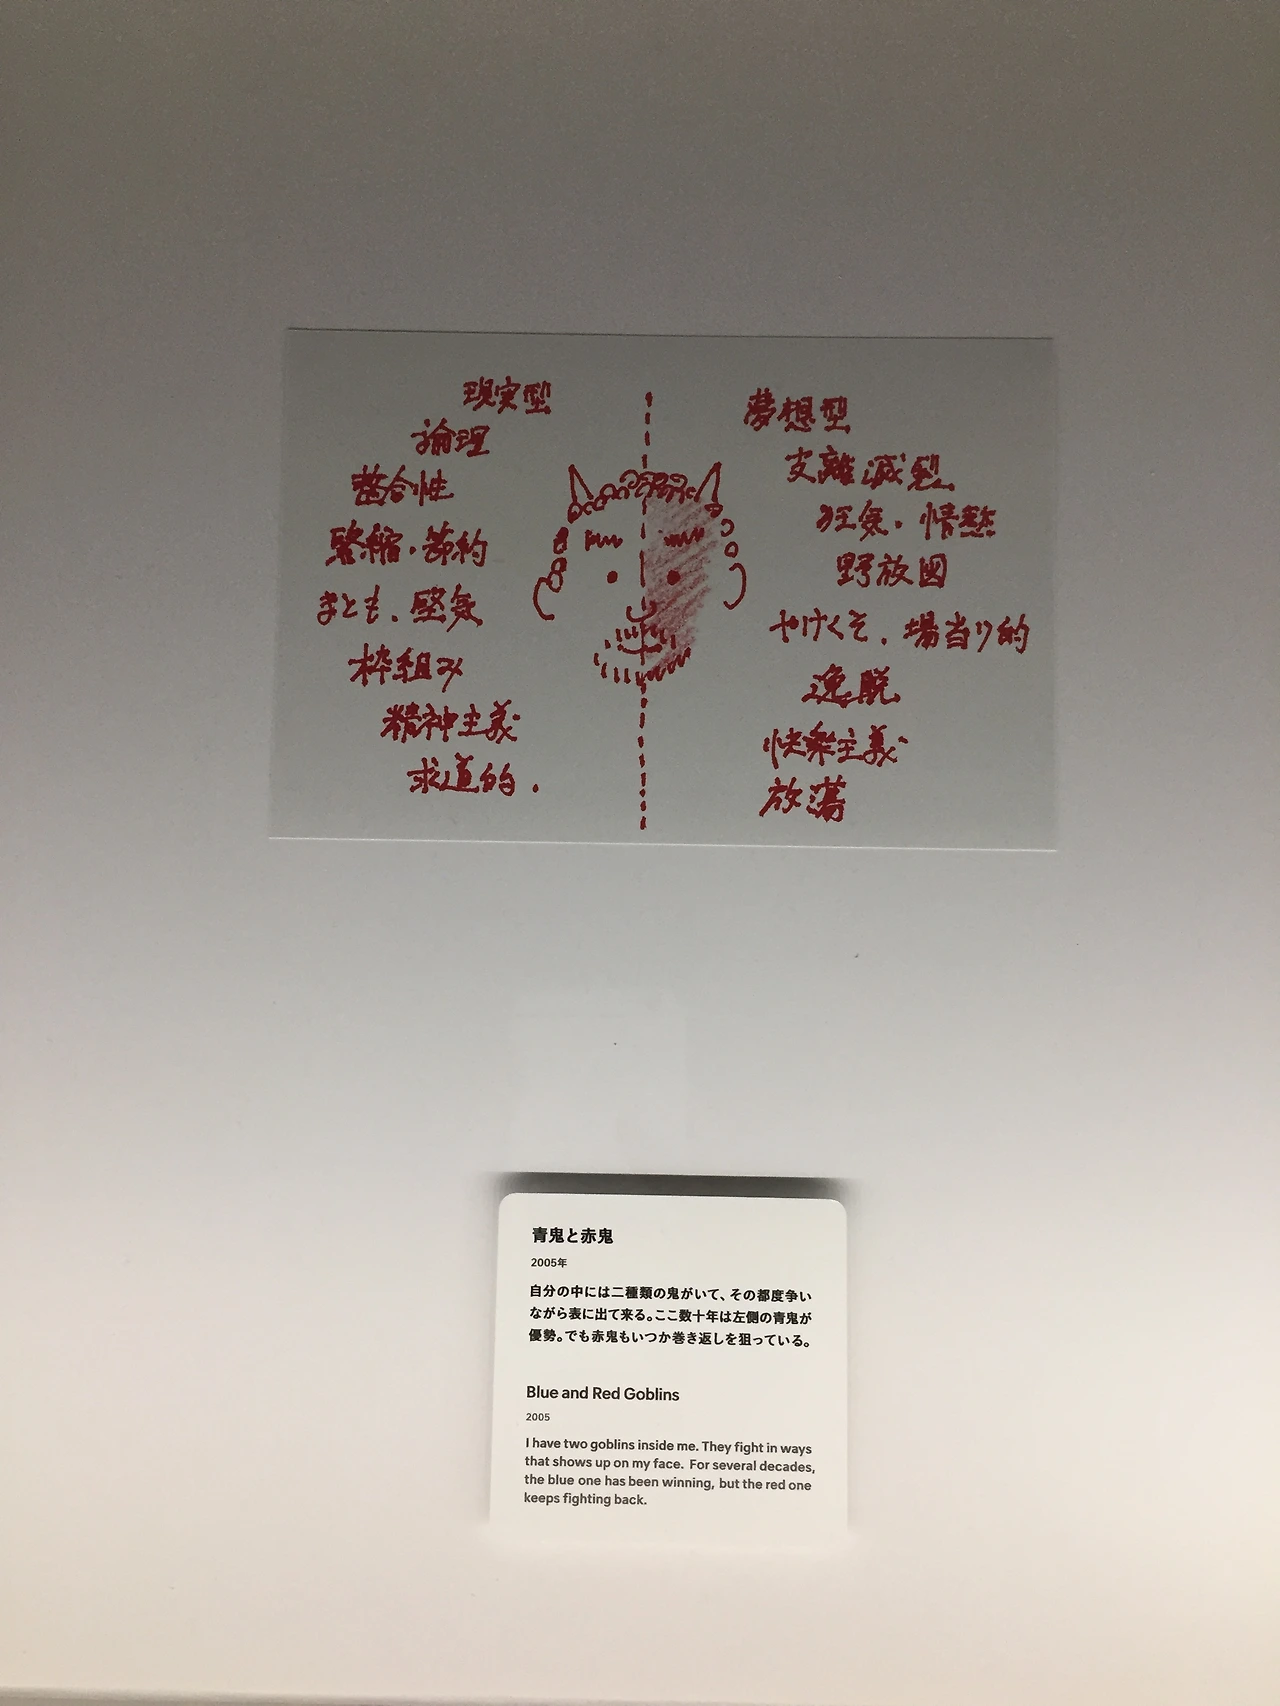 現実型
論理
整合性
緊縮・節約
まとも、堅気
枠組み
精神主義
求道的.
夢想型
支離滅裂
狂気・情熱
野放図
やけくそ、場当り的
逸脱
快楽主義
放蕩
青鬼と赤鬼
2005年
自分の中には二種類の鬼がいて、その都度争い
ながら表に出て来る。ここ数十年は左側の青鬼が
優勢。でも赤鬼もいつか巻き返しを狙っている。
Blue and Red Goblins
2005
I have two goblins inside me. They fight in ways
that shows up on my face. For several decades,
the blue one has been winning, but the red one
keeps fighting back.